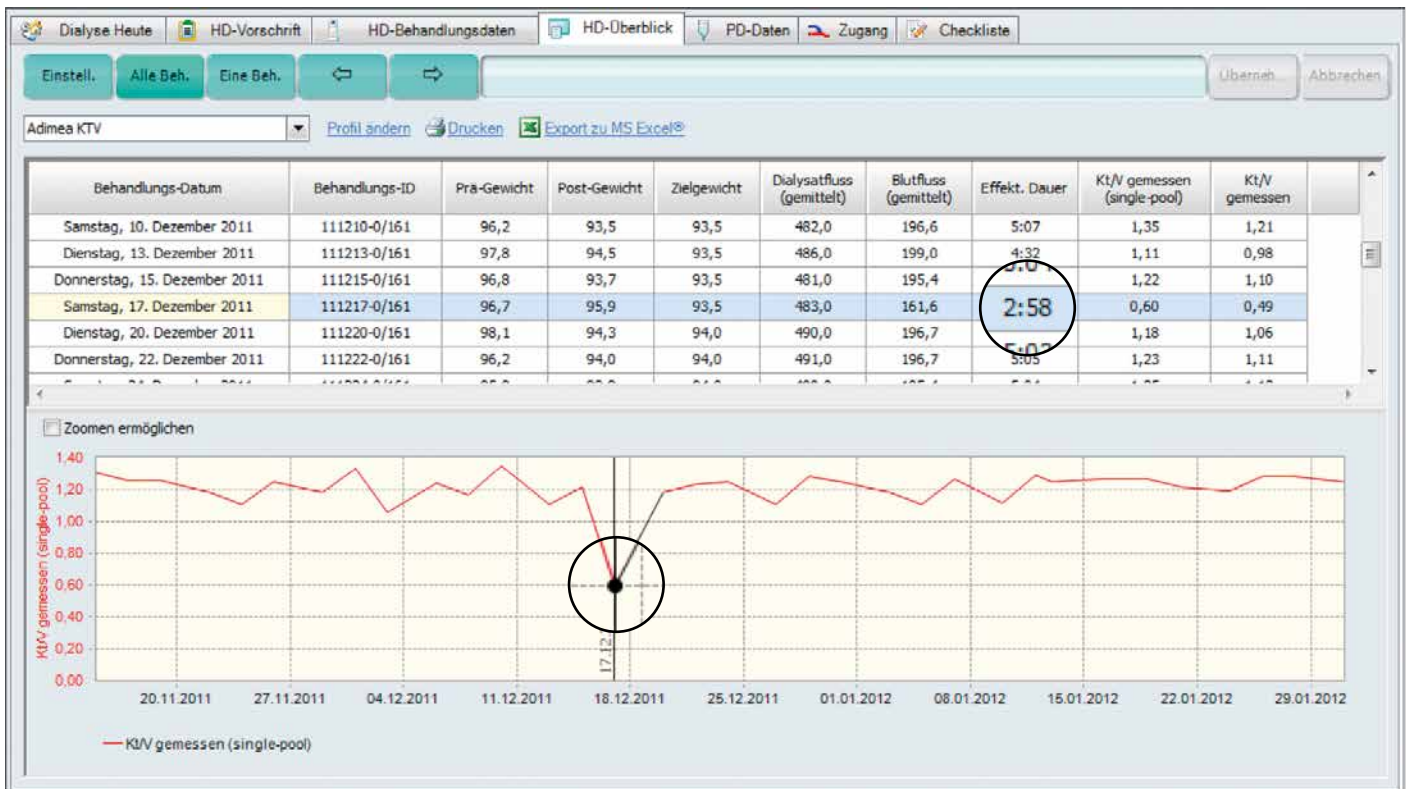 Dialyse Heute HD-Vorschrift HD-Behandlungsdaten HD-Überblick PD-Daten Zugang Checkliste
Einstell. Alle Beh. Eine Beh. Überneh... Abbrechen
Adimea KTV Profil ändern Drucken Export zu MS Excel®
Behandlungs-Datum Behandlungs-ID Prä-Gewicht Post-Gewicht Zielgewicht Dialysatfluss (gemittelt) Blutfluss (gemittelt) Effekt. Dauer Kt/V gemessen (single-pool) Kt/V gemessen
Samstag, 10. Dezember 2011 111210-0/161 96,2 93,5 93,5 482,0 196,6 5:07 1,35 1,21
Dienstag, 13. Dezember 2011 111213-0/161 97,8 94,5 93,5 486,0 199,0 4:32 1,11 0,98
Donnerstag, 15. Dezember 2011 111215-0/161 96,8 93,7 93,5 481,0 195,4 1,22 1,10
Samstag, 17. Dezember 2011 111217-0/161 96,7 95,9 93,5 483,0 161,6 2:58 0,60 0,49
Dienstag, 20. Dezember 2011 111220-0/161 98,1 94,3 94,0 490,0 196,7 1,18 1,06
Donnerstag, 22. Dezember 2011 111222-0/161 96,2 94,0 94,0 491,0 196,7 5:05 1,23 1,11
Zoomen ermöglichen
Kt/V gemessen (single-pool)
1,40
1,20
1,00
0,80
0,60
0,40
0,20
0,00
17.12
20.11.2011 27.11.2011 04.12.2011 11.12.2011 18.12.2011 25.12.2011 01.01.2012 08.01.2012 15.01.2012 22.01.2012 29.01.2012
Kt/V gemessen (single-pool)